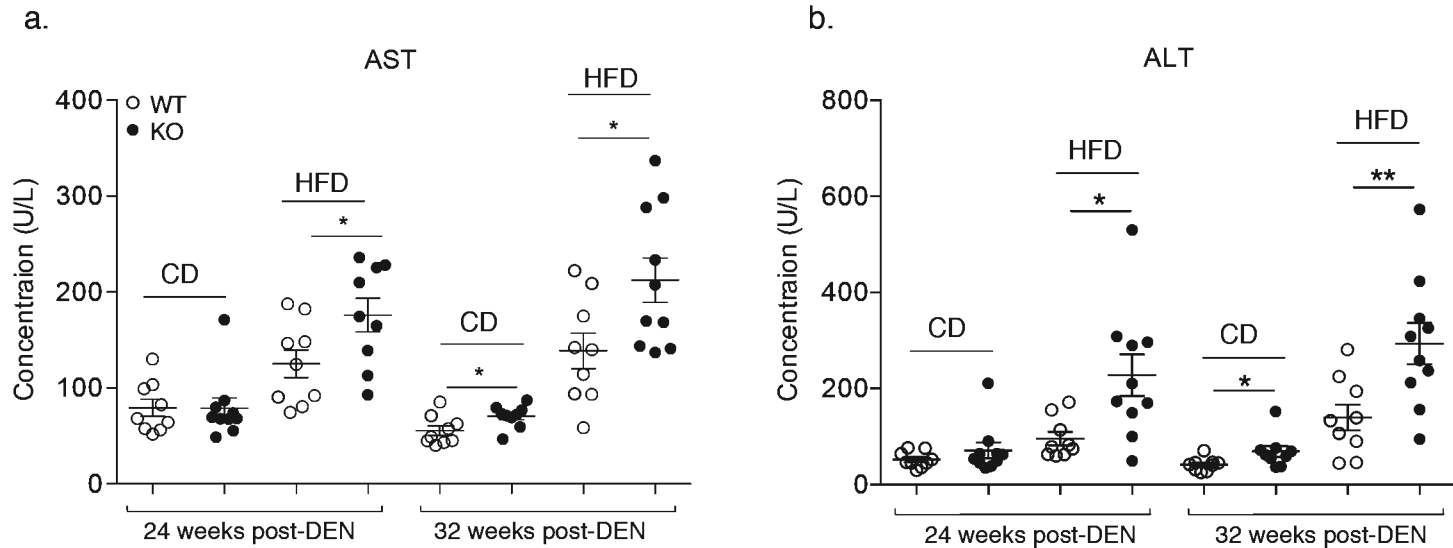 a.
AST
400
300
200
100
0
Concentraion (U/L)
WT
KO
CD
HFD
*
CD
*
HFD
*
24 weeks post-DEN
32 weeks post-DEN
b.
ALT
800
600
400
200
0
Concentraion (U/L)
CD
HFD
*
CD
*
HFD
**
24 weeks post-DEN
32 weeks post-DEN